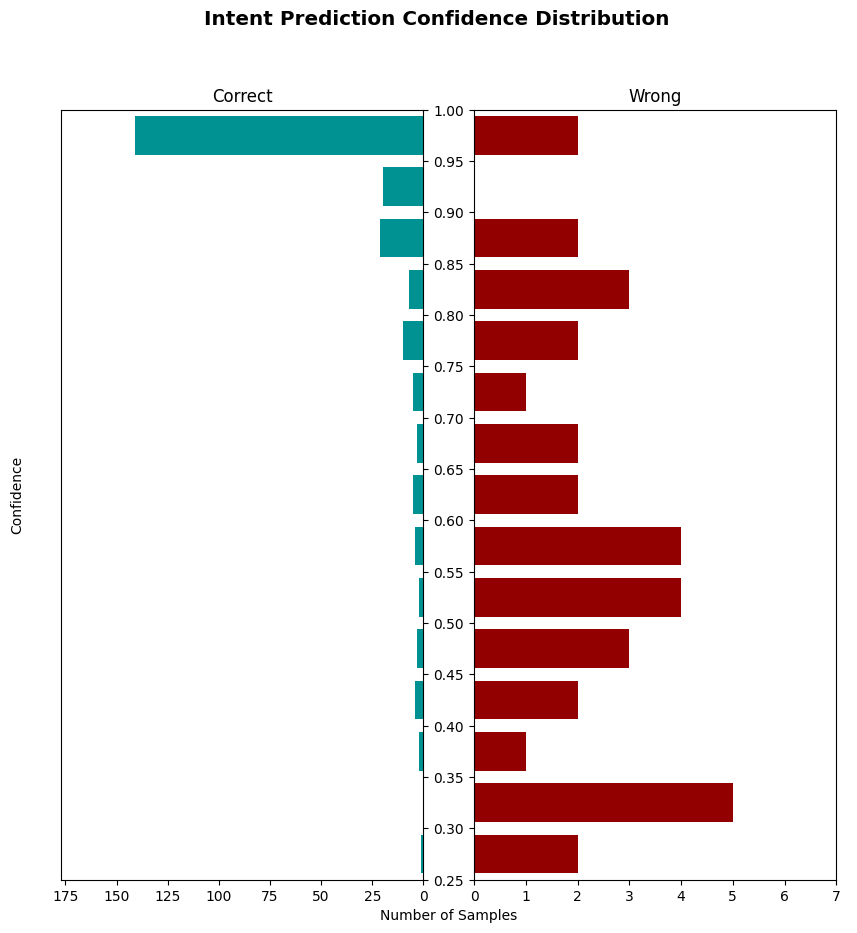 Intent Prediction Confidence Distribution
Correct
Wrong
1.00
0.95
0.90
0.85
0.80
0.75
0.70
0.65
0.60
0.55
0.50
0.45
0.40
0.35
0.30
0.25
Confidence
175 150 125 100 75 50 25 0
0 1 2 3 4 5 6 7
Number of Samples